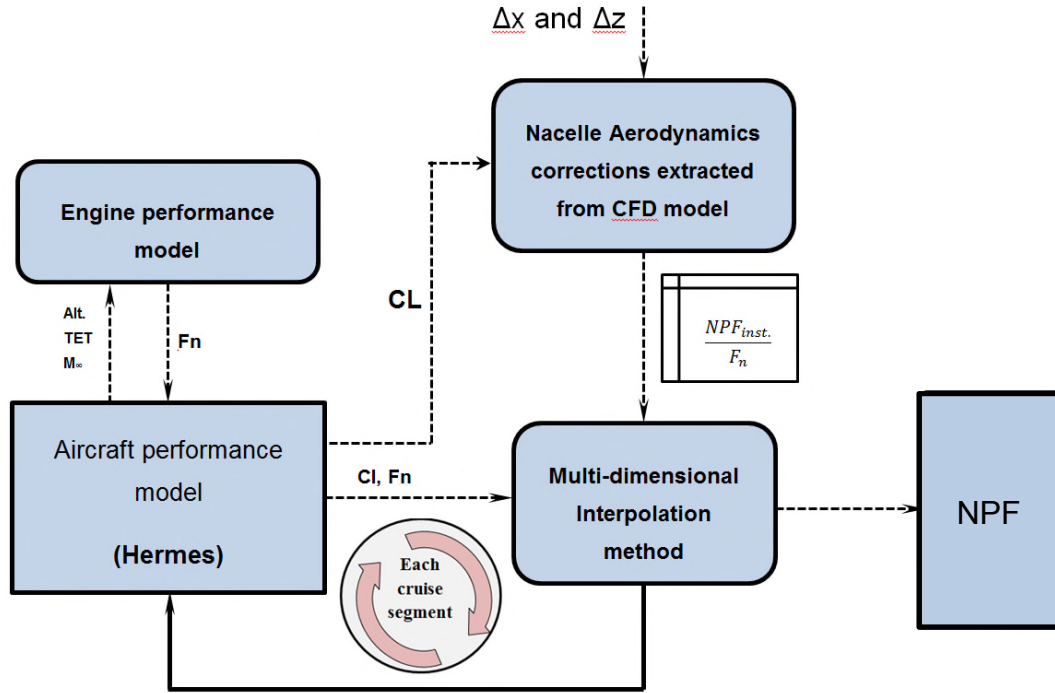 Δx and Δz
Nacelle Aerodynamics
corrections extracted
from CFD model
Engine performance
model
Alt.
TET
M∞
Fn
CL
NPF_inst.
F_n
Aircraft performance
model
(Hermes)
Cl, Fn
Multi-dimensional
Interpolation
method
NPF
Each
cruise
segment